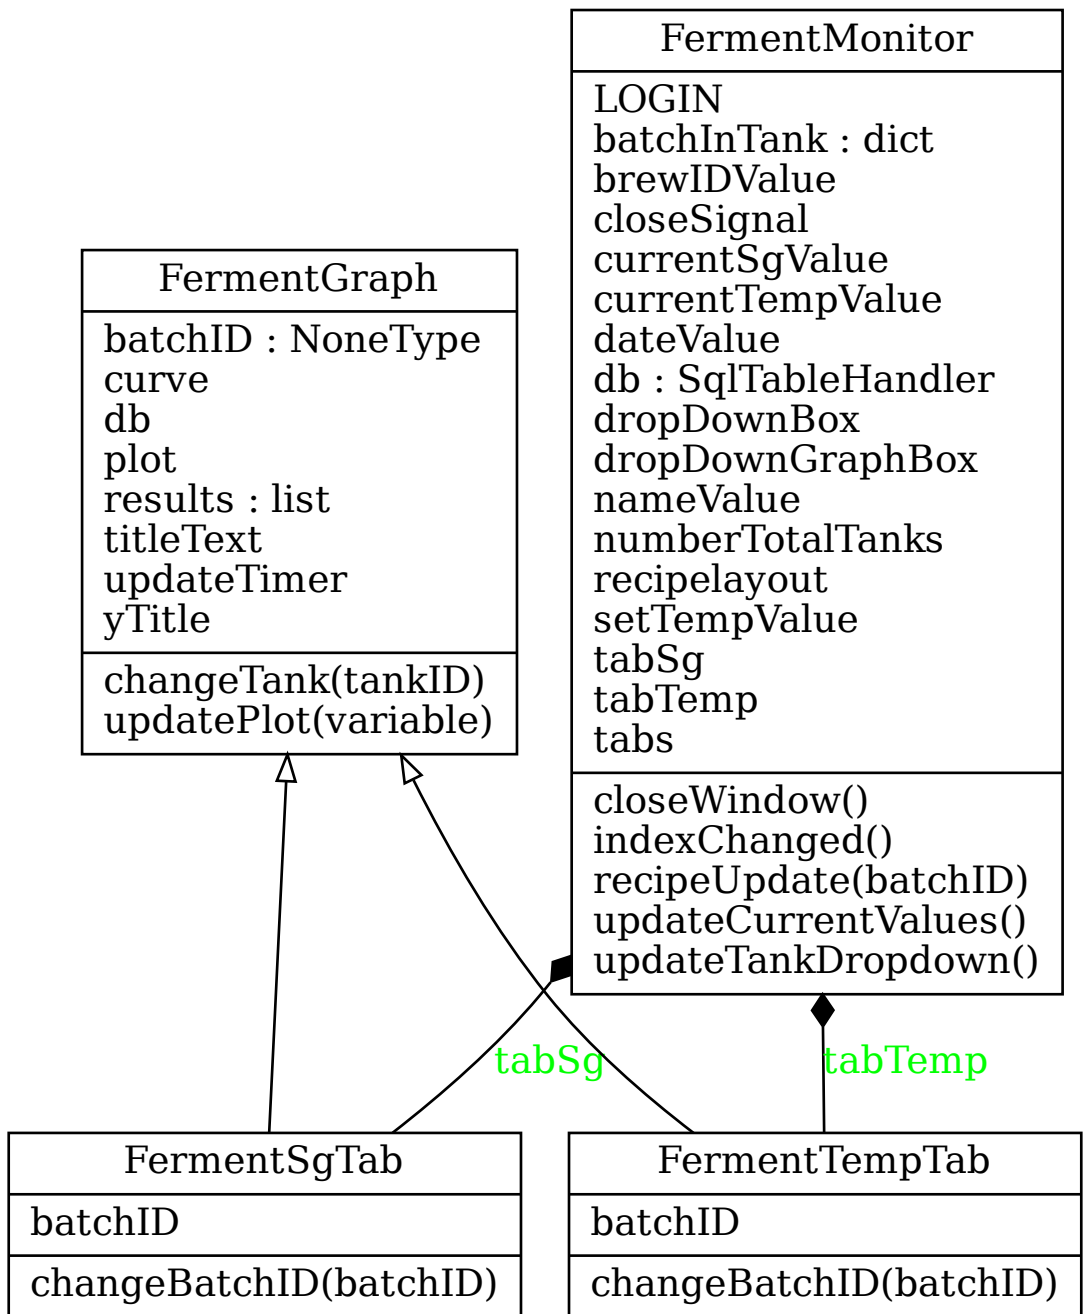 FermentMonitor
LOGIN
batchInTank : dict
brewIDValue
closeSignal
currentSgValue
currentTempValue
dateValue
db : SqlTableHandler
dropDownBox
dropDownGraphBox
nameValue
numberTotalTanks
recipelayout
setTempValue
tabSg
tabTemp
tabs
closeWindow()
indexChanged()
recipeUpdate(batchID)
updateCurrentValues()
updateTankDropdown()
FermentGraph
batchID : NoneType
curve
db
plot
results : list
titleText
updateTimer
yTitle
changeTank(tankID)
updatePlot(variable)
tabSg
tabTemp
FermentSgTab
batchID
changeBatchID(batchID)
FermentTempTab
batchID
changeBatchID(batchID)